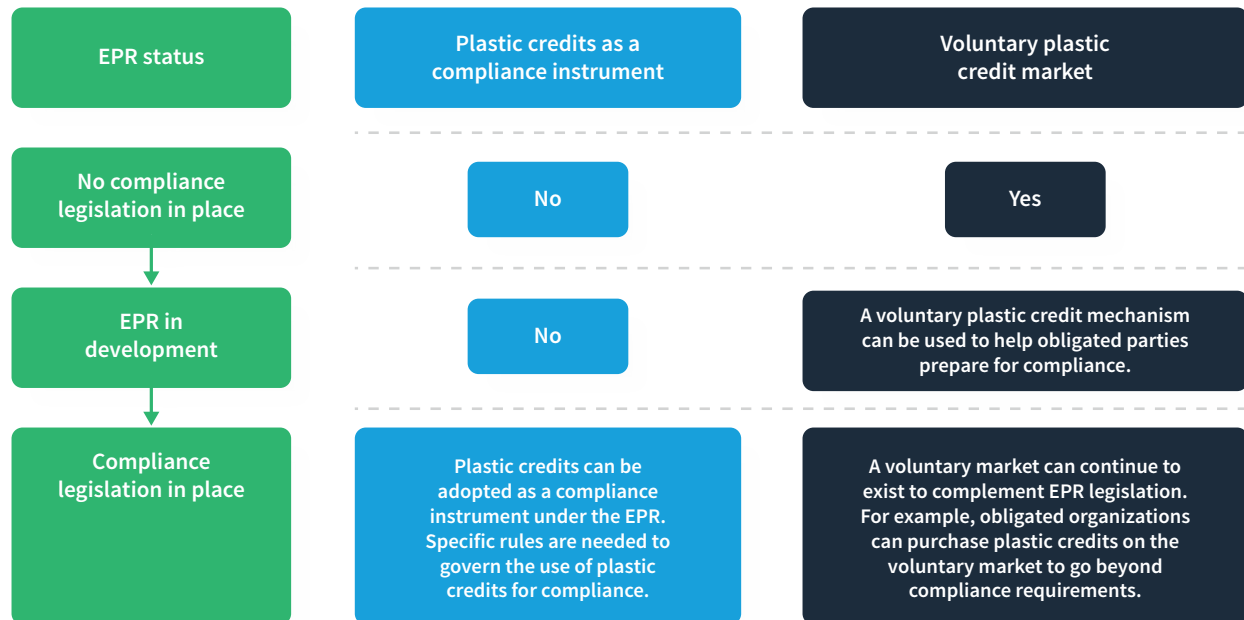 EPR status
Plastic credits as a
compliance instrument
Voluntary plastic
credit market
No compliance
legislation in place
No
Yes
EPR in
development
No
A voluntary plastic credit mechanism
can be used to help obligated parties
prepare for compliance.
Compliance
legislation in place
Plastic credits can be
adopted as a compliance
instrument under the EPR.
Specific rules are needed to
govern the use of plastic
credits for compliance.
A voluntary market can continue to
exist to complement EPR legislation.
For example, obligated organizations
can purchase plastic credits on the
voluntary market to go beyond
compliance requirements.